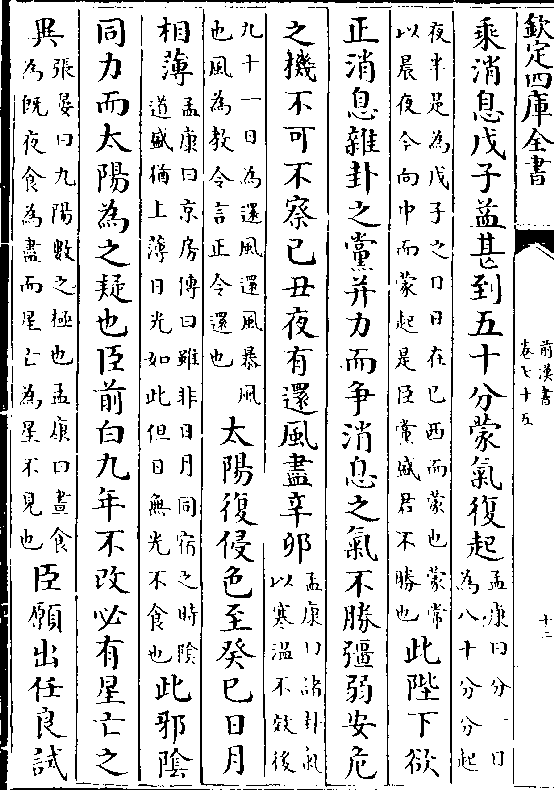 欽定四庫全書
前漢書
卷七十五
十二
乘消息戊子益甚到五十分蒙氣復起孟康曰分一日為八十分分起
夜半是為戊子之日日在巳西而蒙也蒙常以晨夜今向中而蒙起是臣黨盛君不勝也此陛下欲
正消息雜卦之黨并力而爭消息之氣不勝彊弱安危
之機不可不察己丑夜有還風盡辛卯孟康曰諸卦氣以寒溫不效後
九十一日為還風還風暴風也風為教令言正令還也太陽復侵色至癸巳日月
相薄孟康曰京房傳曰雖非日月同宿之時陰道盛猶上薄日光如此但日無光不食也此邪陰
同力而太陽為之疑也臣前白九年不改必有星亡之
異張晏曰九陽數之極也孟康曰晝食為既夜食為盡而星亡為星不見也臣願出任良試